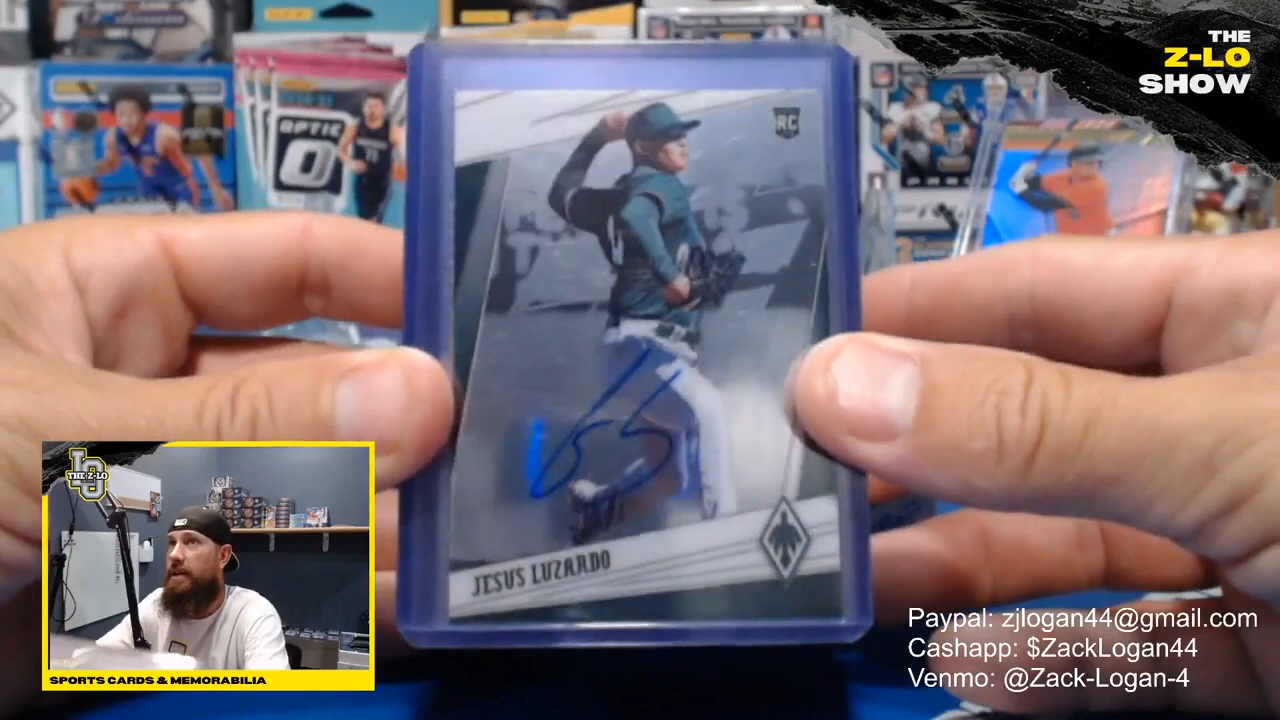 THE
Z-LO
SHOW
OPTIC
RC
JESUS LUZARDO
THE Z-LO
SPORTS CARDS & MEMORABILIA
Paypal: zjlogan44@gmail.com
Cashapp: $ZackLogan44
Venmo: @Zack-Logan-4